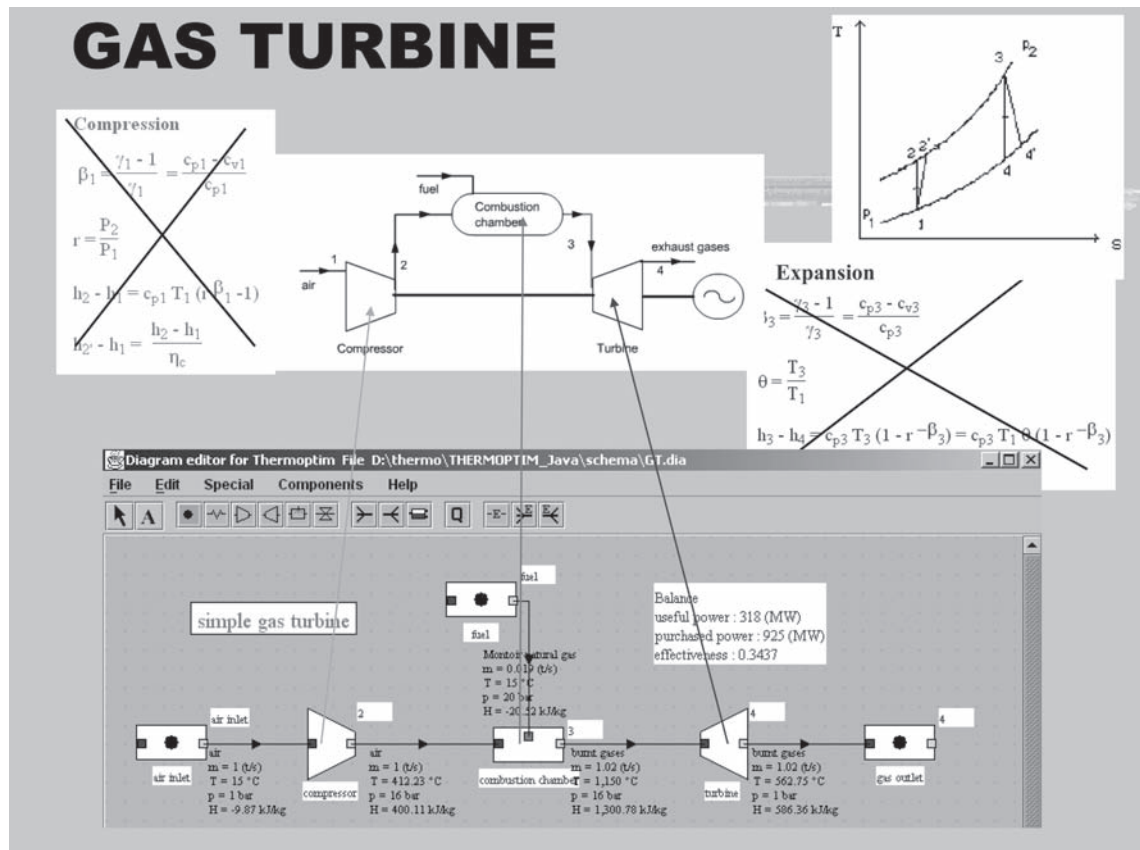 GAS TURBINE
Compression
β1 = γ1 - 1 / γ1 = cp1 - cv1 / cp1
r = P2 / P1
h2 - h1 = cp1 T1 (r β1 -1)
h2' - h1 = h2 - h1 / ηc
fuel
Combustion
chamber
1
2
3
4
air
exhaust gases
Compressor
Turbine
T
3 P2
2 2'
4 4'
P1
1
S
Expansion
β3 = γ3 - 1 / γ3 = cp3 - cv3 / cp3
θ = T3 / T1
h3 - h4 = cp3 T3 (1 - r -β3) = cp3 T1 θ (1 - r -β3)
Diagram editor for Thermoptim File D:\thermo\THERMOPTIM_Java\schema\GT.dia
File Edit Special Components Help
A Q -E- E E
simple gas turbine
fuel
fuel
Montoir natural gas
m = 0.019 (t/s)
T = 15 °C
p = 20 bar
H = -20.52 kJ/kg
Balance
useful power : 318 (MW)
purchased power : 925 (MW)
effectiveness : 0.3437
air inlet
air inlet
air
m = 1 (t/s)
T = 15 °C
p = 1 bar
H = -9.87 kJ/kg
2
compressor
air
m = 1 (t/s)
T = 412.23 °C
p = 16 bar
H = 400.11 kJ/kg
3
combustion chamber
burnt gases
m = 1.02 (t/s)
T = 1,150 °C
p = 16 bar
H = 1,300.78 kJ/kg
4
turbine
burnt gases
m = 1.02 (t/s)
T = 562.75 °C
p = 1 bar
H = 586.36 kJ/kg
4
gas outlet